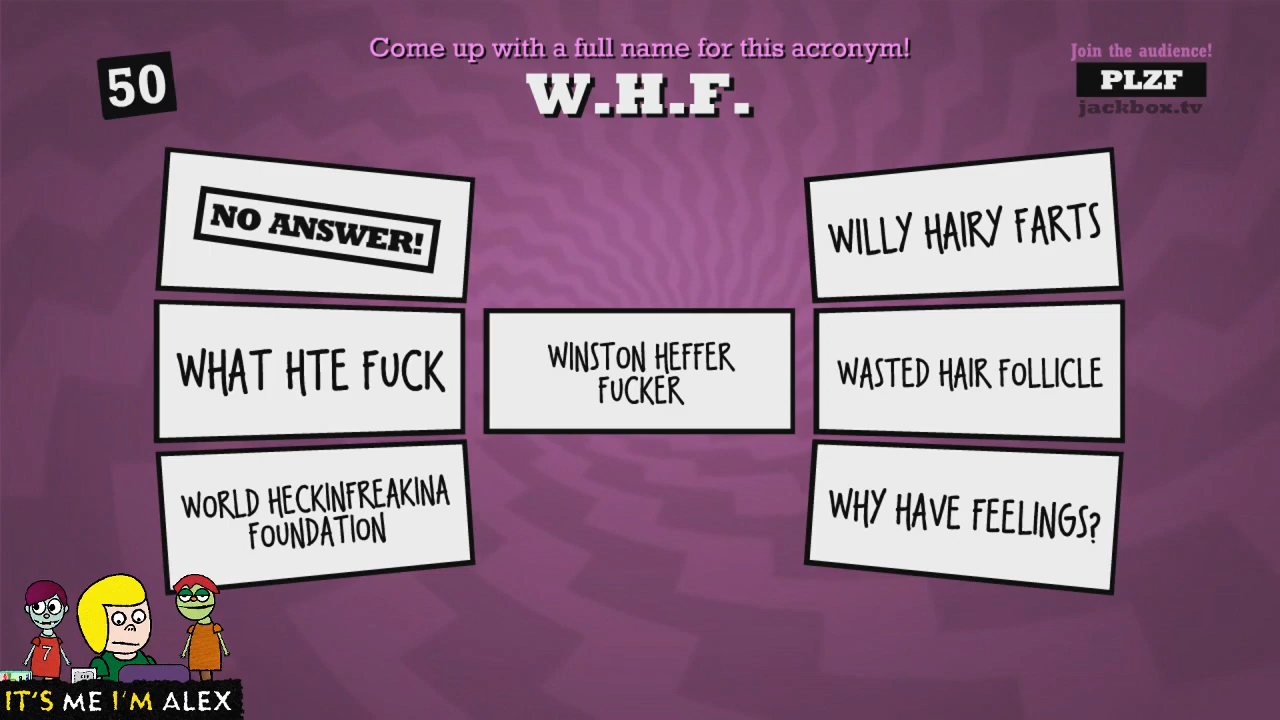 Come up with a full name for this acronym!
W.H.F.
50
Join the audience!
PLZF
jackbox.tv
NO ANSWER!
WHAT HTE FUCK
WORLD HECKINFREAKINA
FOUNDATION
WINSTON HEFFER
FUCKER
WILLY HAIRY FARTS
WASTED HAIR FOLLICLE
WHY HAVE FEELINGS?
7
IT'S ME I'M ALEX